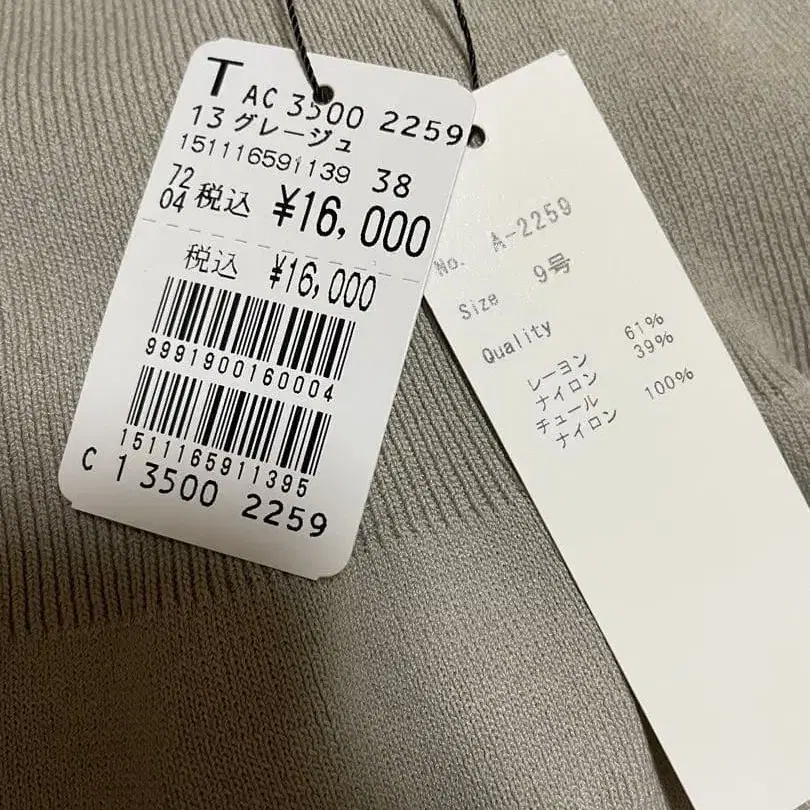 T AC 3500 2259
13 グレージュ
151116591139 38
72
04 税込 ¥16,000
税込 ¥16,000
9991900160004
1511165911395
C 1 3500 2259
No. A-2259
Size 9号
Quality
レーヨン 61%
ナイロン 39%
チュール
ナイロン 100%